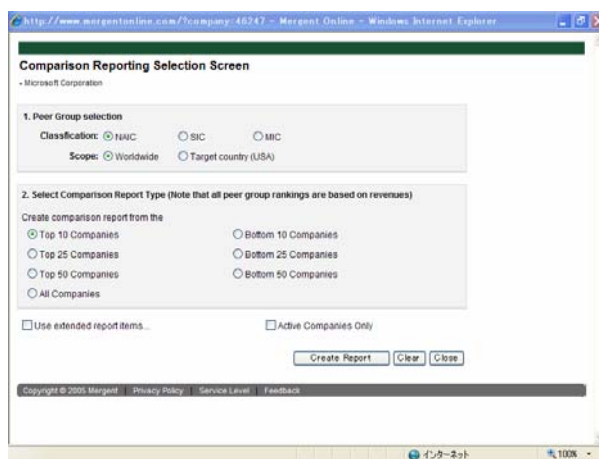 http://www.mergentonline.com/?company=46247 - Mergent Online - Windows Internet Explorer
Comparison Reporting Selection Screen
- Microsoft Corporation
1. Peer Group selection
Classfication: NAIC SIC MIC
Scope: Worldwide Target country (USA)
2. Select Comparison Report Type (Note that all peer group rankings are based on revenues)
Create comparison report from the
Top 10 Companies Bottom 10 Companies
Top 25 Companies Bottom 25 Companies
Top 50 Companies Bottom 50 Companies
All Companies
Use extended report items... Active Companies Only
Create Report Clear Close
Copyright © 2005 Mergent | Privacy Policy | Service Level | Feedback
インターネット 100%